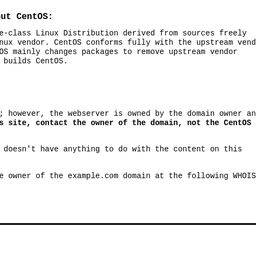 ut CentOS:
e-class Linux Distribution derived from sources freely
nux vendor. CentOS conforms fully with the upstream vend
OS mainly changes packages to remove upstream vendor
builds CentOS.
; however, the webserver is owned by the domain owner an
s site, contact the owner of the domain, not the CentOS
doesn't have anything to do with the content on this
e owner of the example.com domain at the following WHOIS